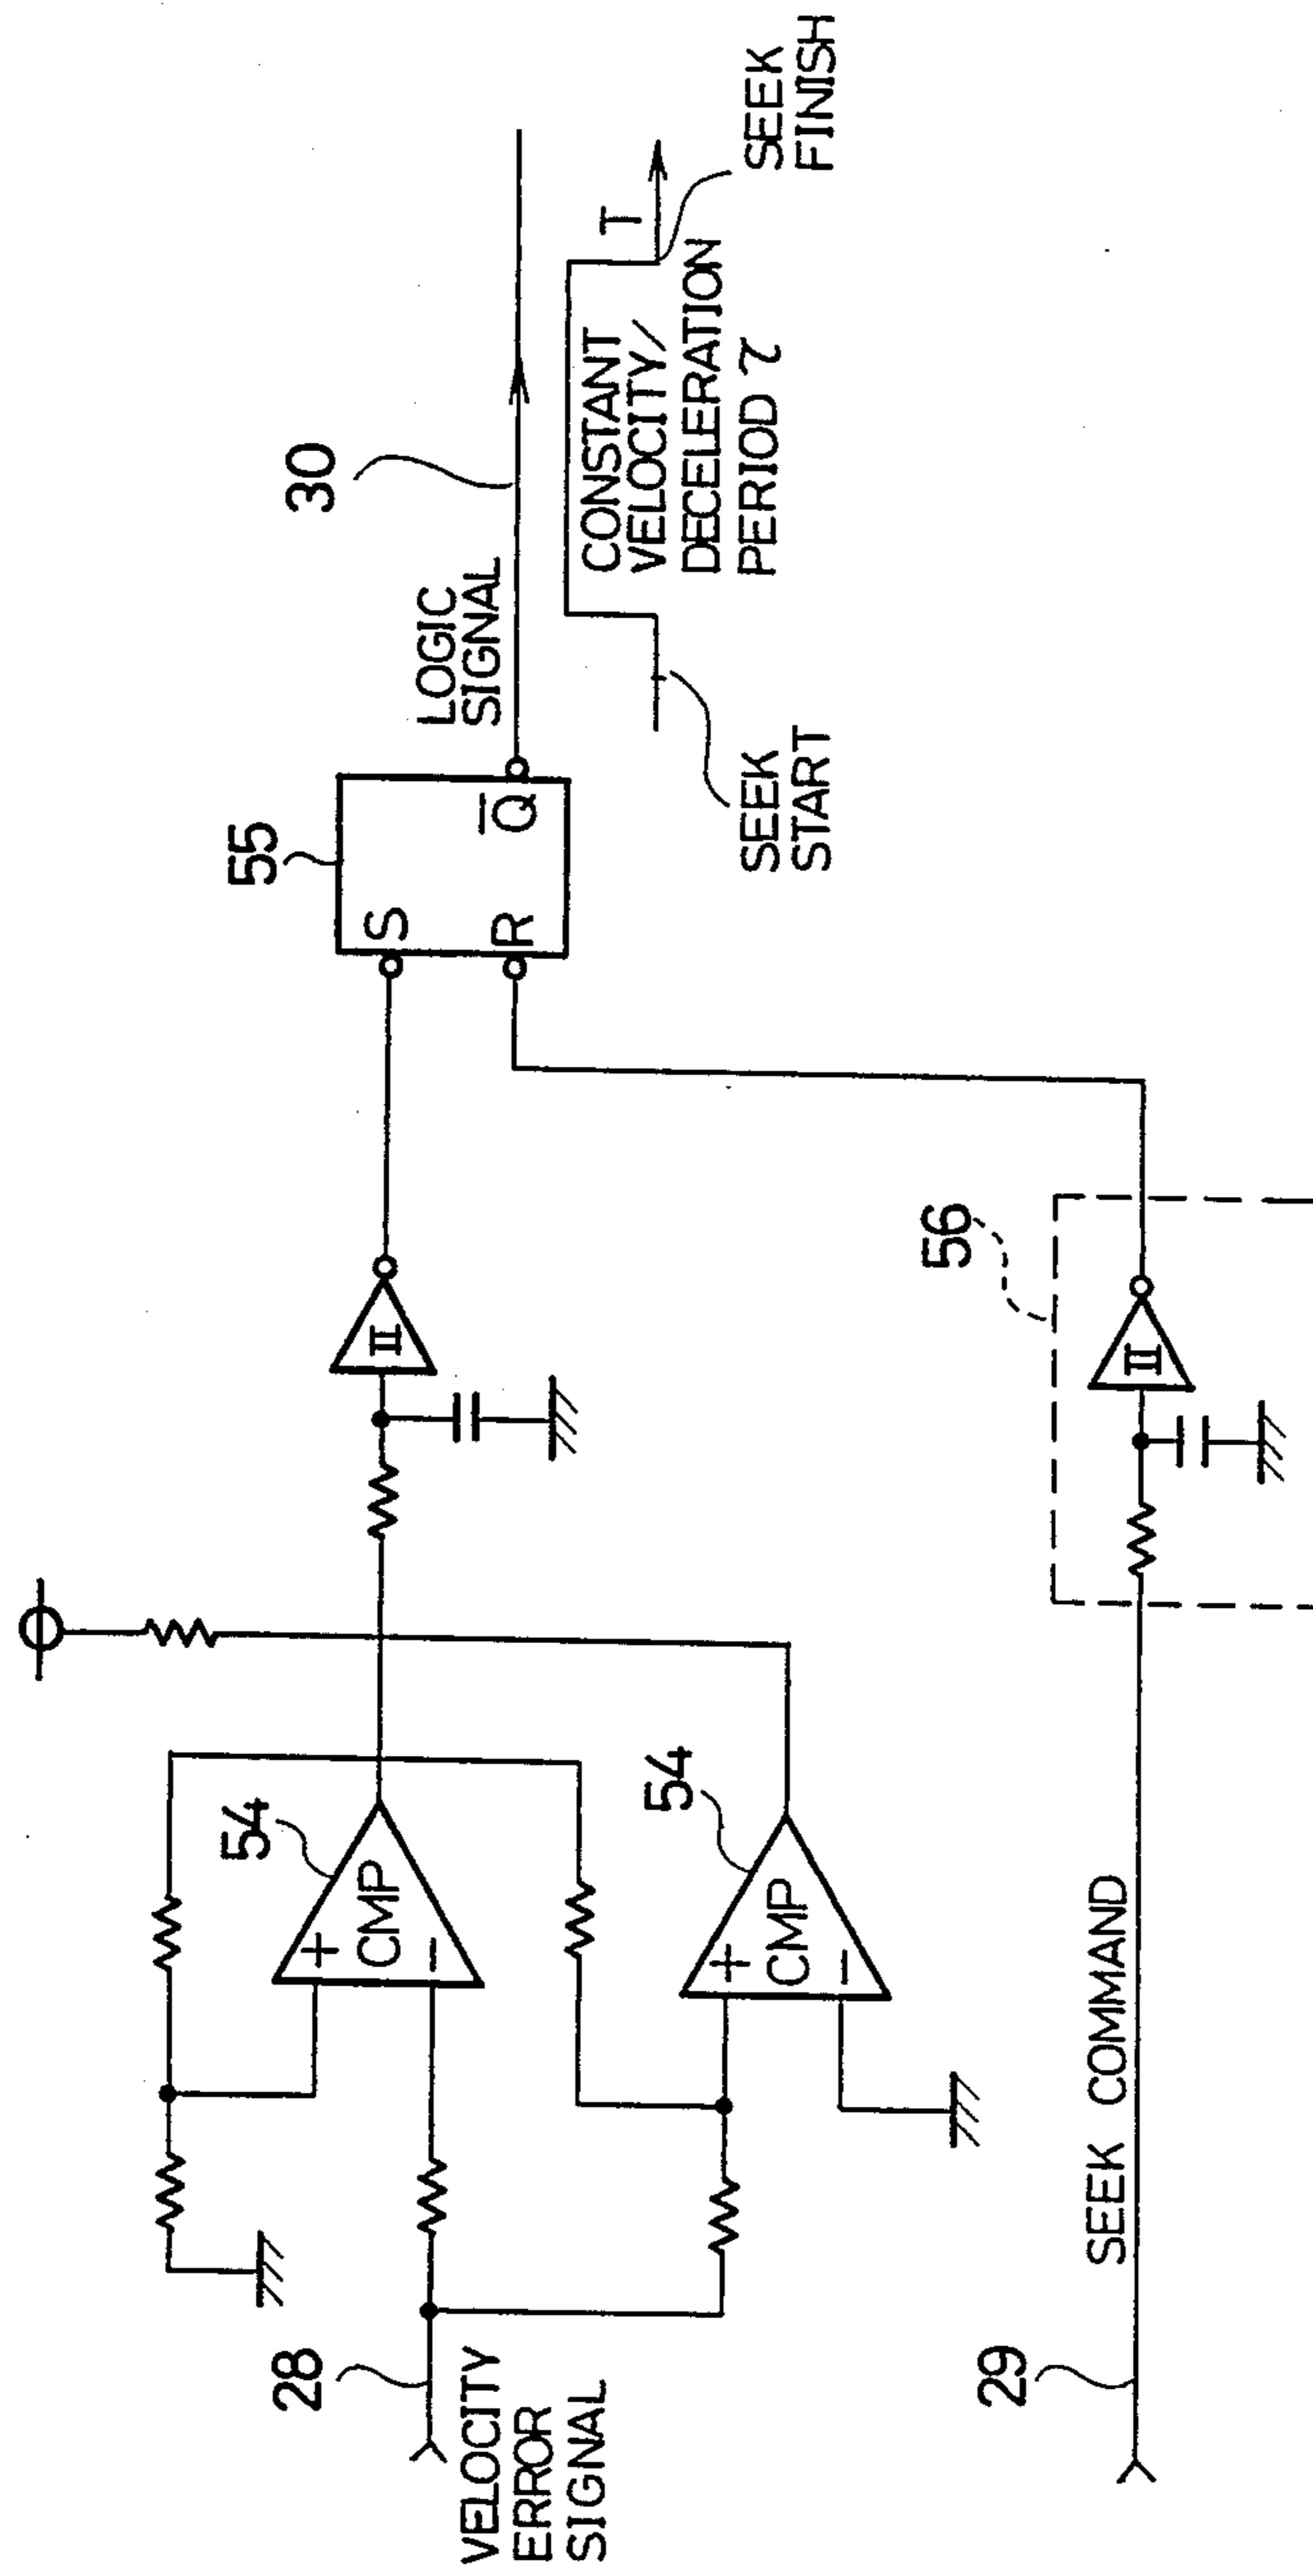 28
VELOCITY
ERROR
SIGNAL
54
+
CMP
−
54
+
CMP
−
II
55
S
R
Q̅
LOGIC
SIGNAL
30
CONSTANT
VELOCITY/
DECELERATION
PERIOD τ
T
SEEK
START
SEEK
FINISH
29
SEEK COMMAND
56
II